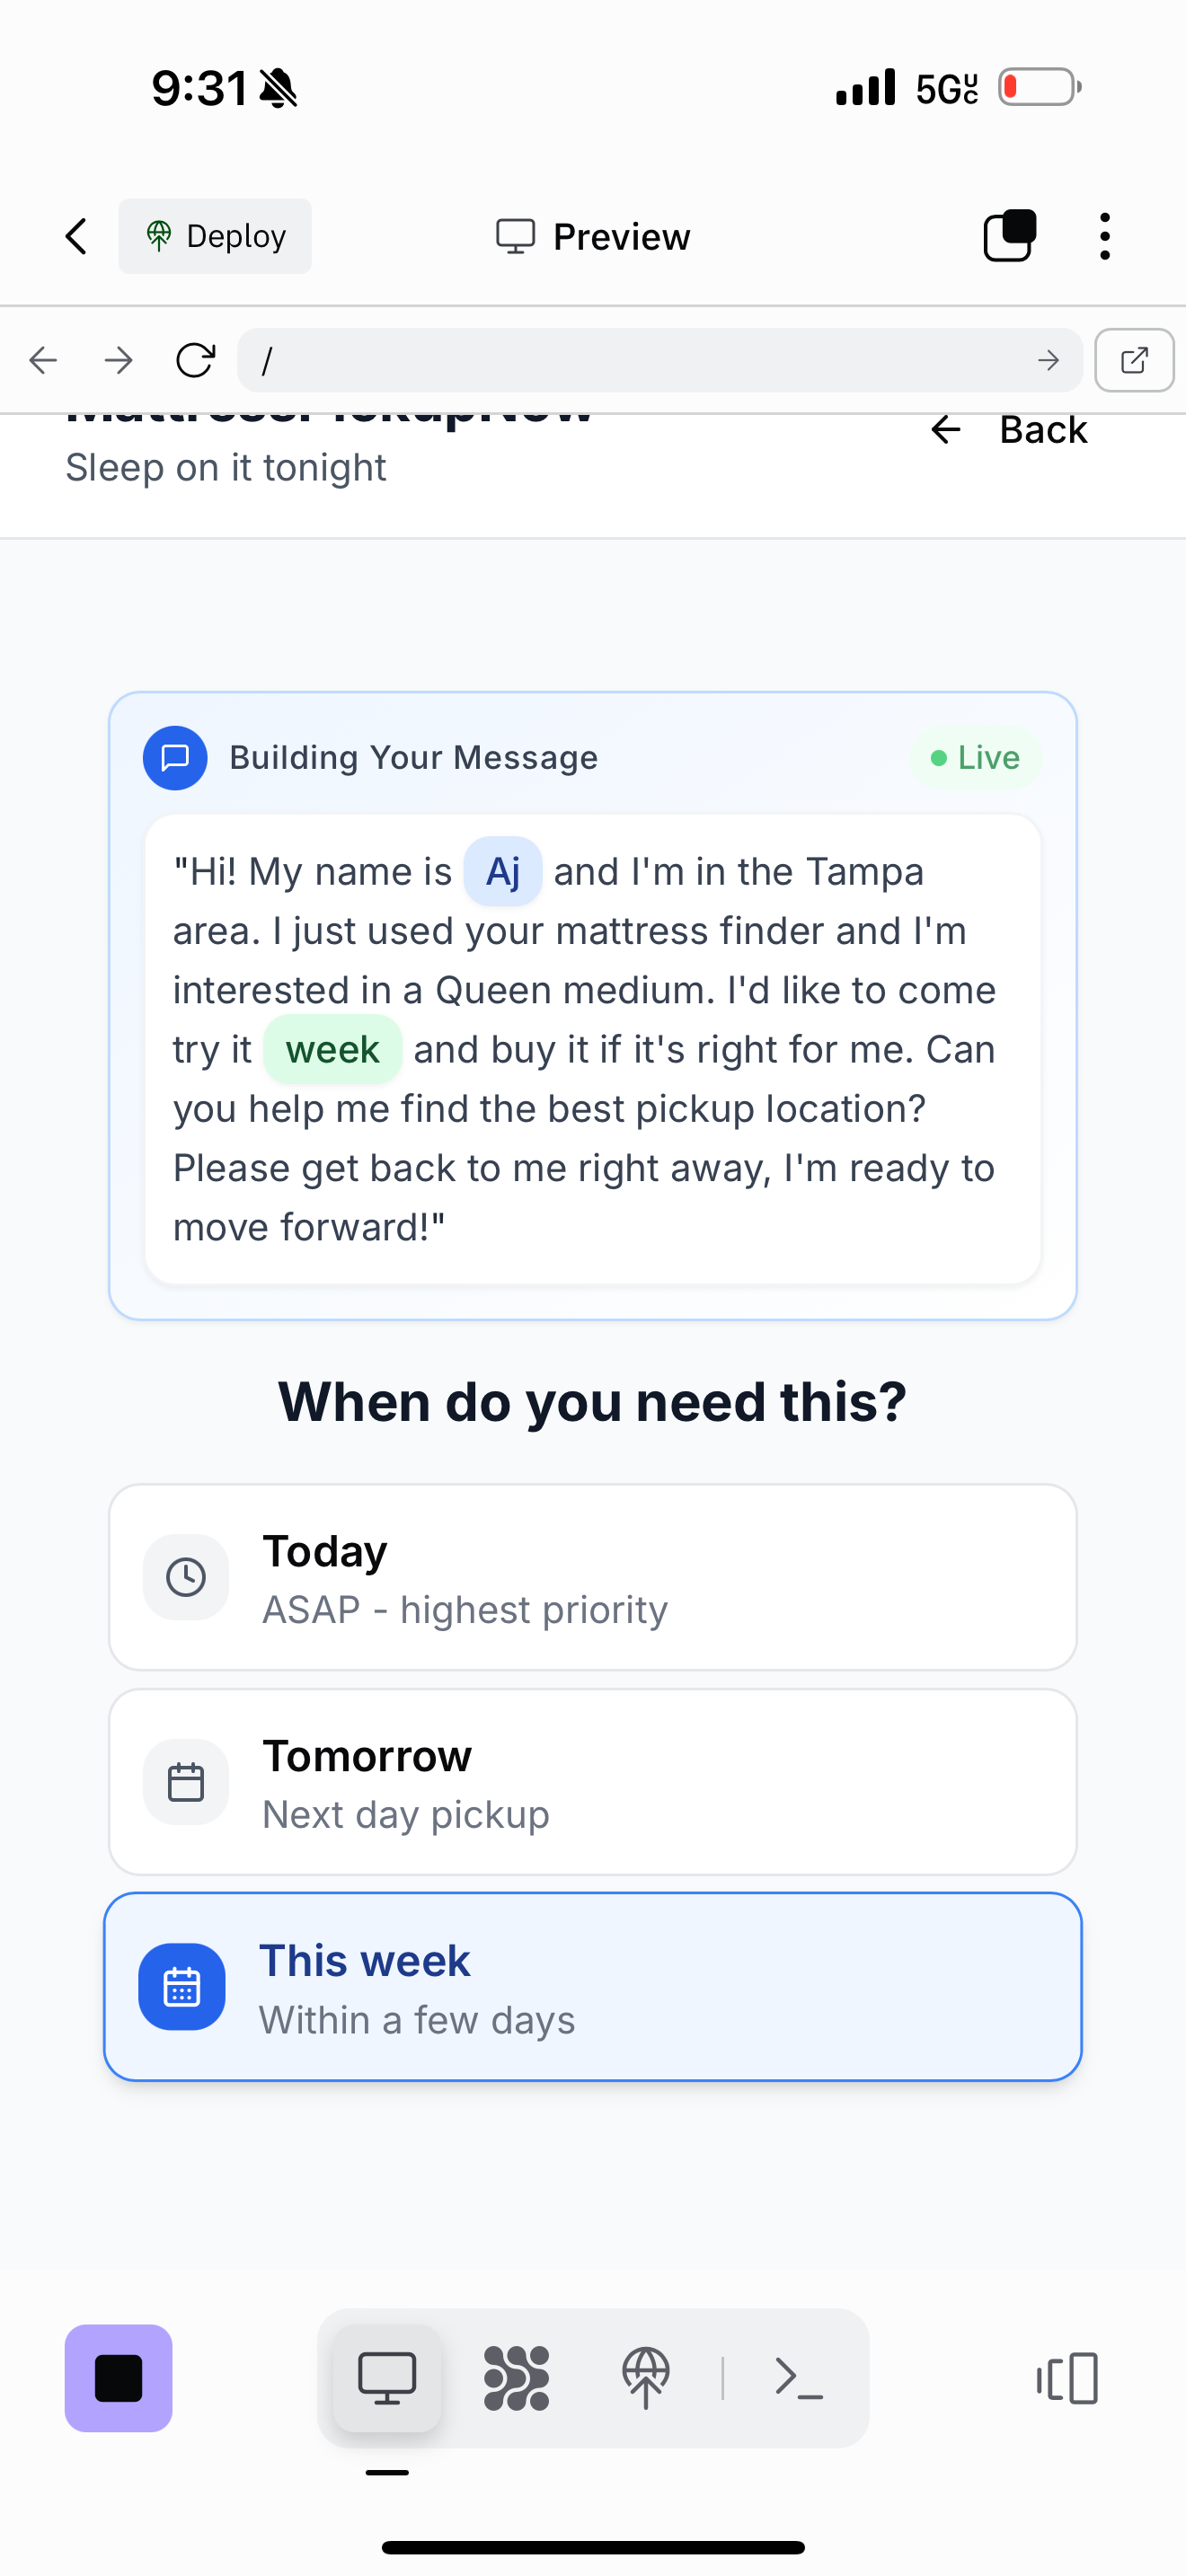 9:31
5GUC
Deploy
Preview
/
MattressPickupNow
Back
Sleep on it tonight
Building Your Message
Live
"Hi! My name is Aj and I'm in the Tampa
area. I just used your mattress finder and I'm
interested in a Queen medium. I'd like to come
try it week and buy it if it's right for me. Can
you help me find the best pickup location?
Please get back to me right away, I'm ready to
move forward!"
When do you need this?
Today
ASAP - highest priority
Tomorrow
Next day pickup
This week
Within a few days